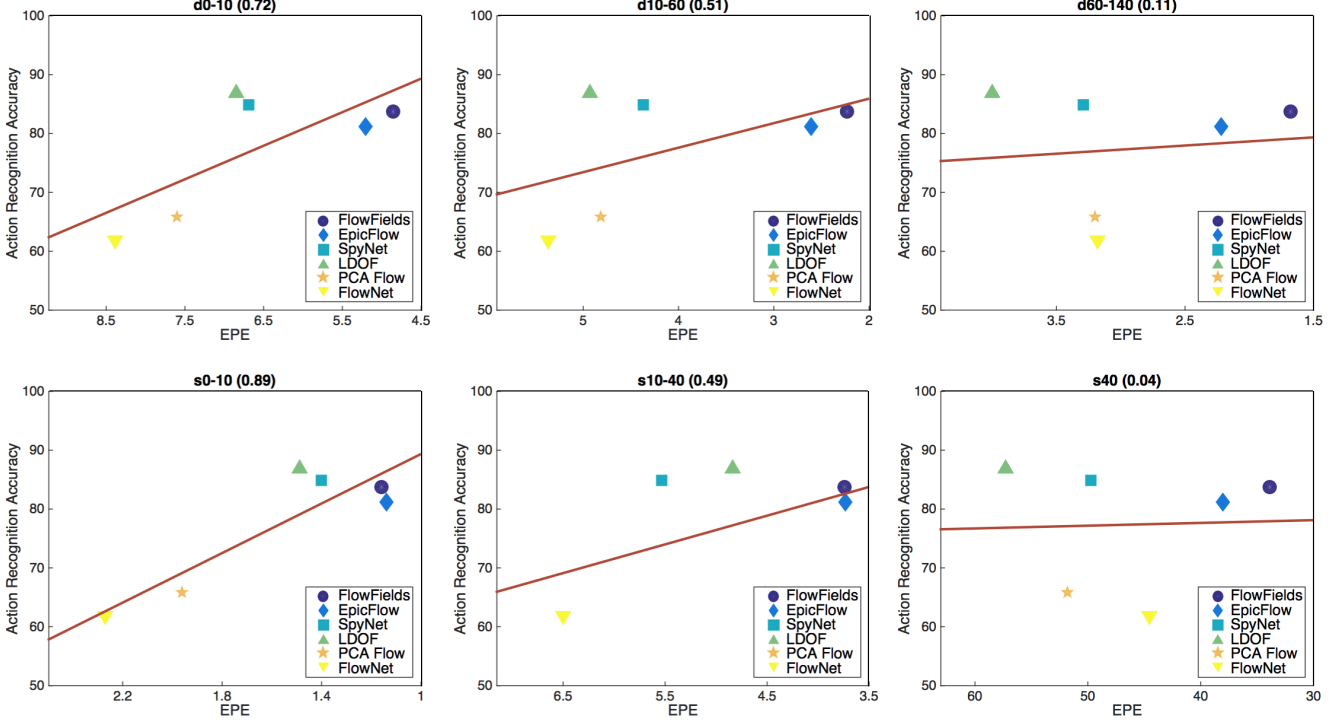 d0-10 (0.72)
100
90
80
70
60
50
Action Recognition Accuracy
FlowFields
EpicFlow
SpyNet
LDOF
PCA Flow
FlowNet
8.5 7.5 6.5 5.5 4.5
EPE
d10-60 (0.51)
100
90
80
70
60
50
Action Recognition Accuracy
FlowFields
EpicFlow
SpyNet
LDOF
PCA Flow
FlowNet
5 4 3 2
EPE
d60-140 (0.11)
100
90
80
70
60
50
Action Recognition Accuracy
FlowFields
EpicFlow
SpyNet
LDOF
PCA Flow
FlowNet
3.5 2.5 1.5
EPE
s0-10 (0.89)
100
90
80
70
60
50
Action Recognition Accuracy
FlowFields
EpicFlow
SpyNet
LDOF
PCA Flow
FlowNet
2.2 1.8 1.4 1
EPE
s10-40 (0.49)
100
90
80
70
60
50
Action Recognition Accuracy
FlowFields
EpicFlow
SpyNet
LDOF
PCA Flow
FlowNet
6.5 5.5 4.5 3.5
EPE
s40 (0.04)
100
90
80
70
60
50
Action Recognition Accuracy
FlowFields
EpicFlow
SpyNet
LDOF
PCA Flow
FlowNet
60 50 40 30
EPE